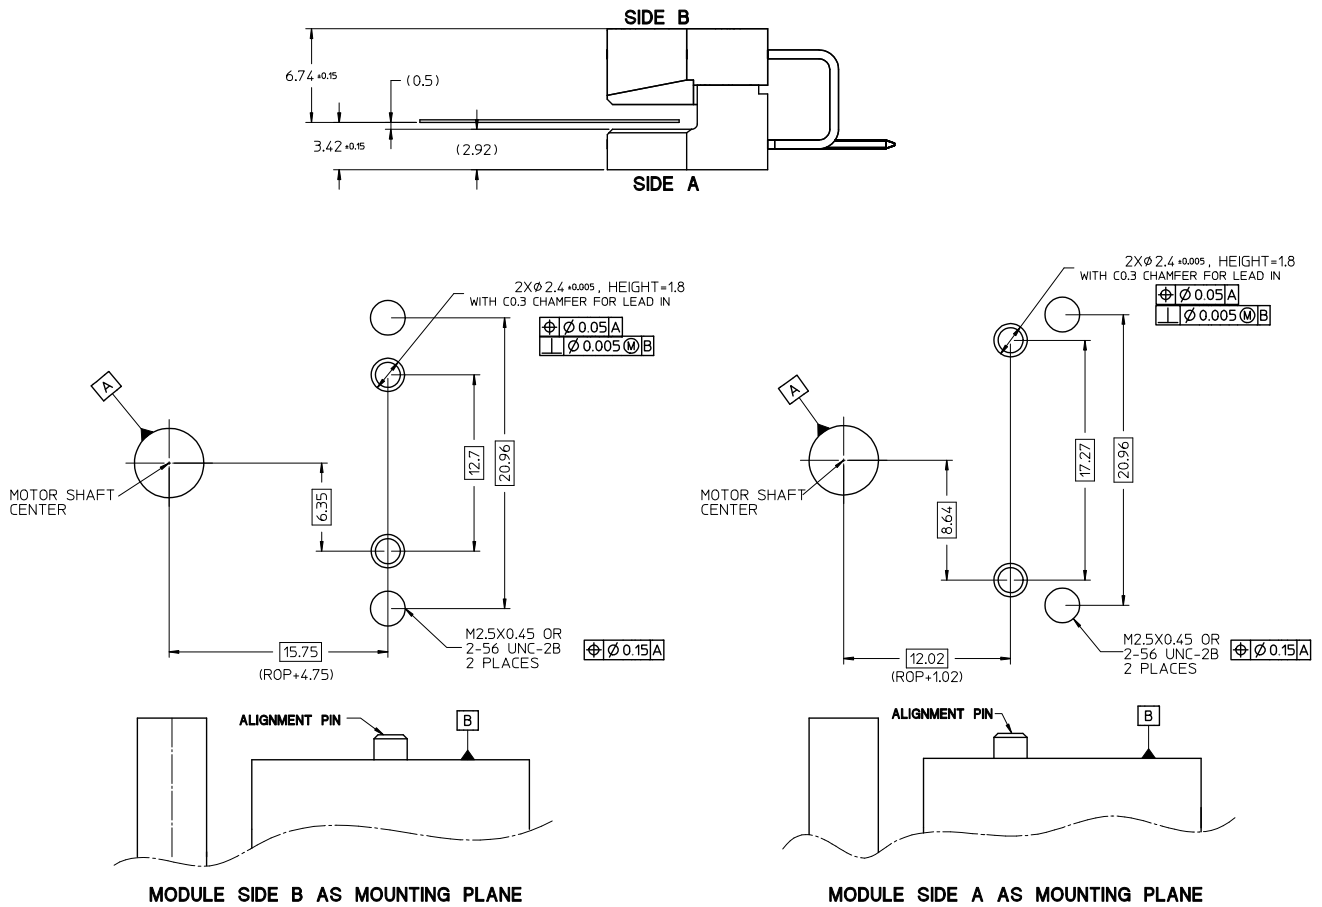 SIDE B
6.74 ±0.15
(0.5)
3.42 ±0.15
(2.92)
SIDE A
2XØ2.4 ±0.005, HEIGHT=1.8
WITH C0.3 CHAMFER FOR LEAD IN
⌖ Ø 0.05 A
⊥ Ø 0.005 Ⓜ B
A
MOTOR SHAFT
CENTER
6.35
12.7
20.96
15.75
(ROP+4.75)
M2.5X0.45 OR
2-56 UNC-2B
2 PLACES
⌖ Ø 0.15 A
ALIGNMENT PIN
B
MODULE SIDE B AS MOUNTING PLANE
2XØ2.4 ±0.005, HEIGHT=1.8
WITH C0.3 CHAMFER FOR LEAD IN
⌖ Ø 0.05 A
⊥ Ø 0.005 Ⓜ B
A
MOTOR SHAFT
CENTER
8.64
17.27
20.96
12.02
(ROP+1.02)
M2.5X0.45 OR
2-56 UNC-2B
2 PLACES
⌖ Ø 0.15 A
ALIGNMENT PIN
B
MODULE SIDE A AS MOUNTING PLANE